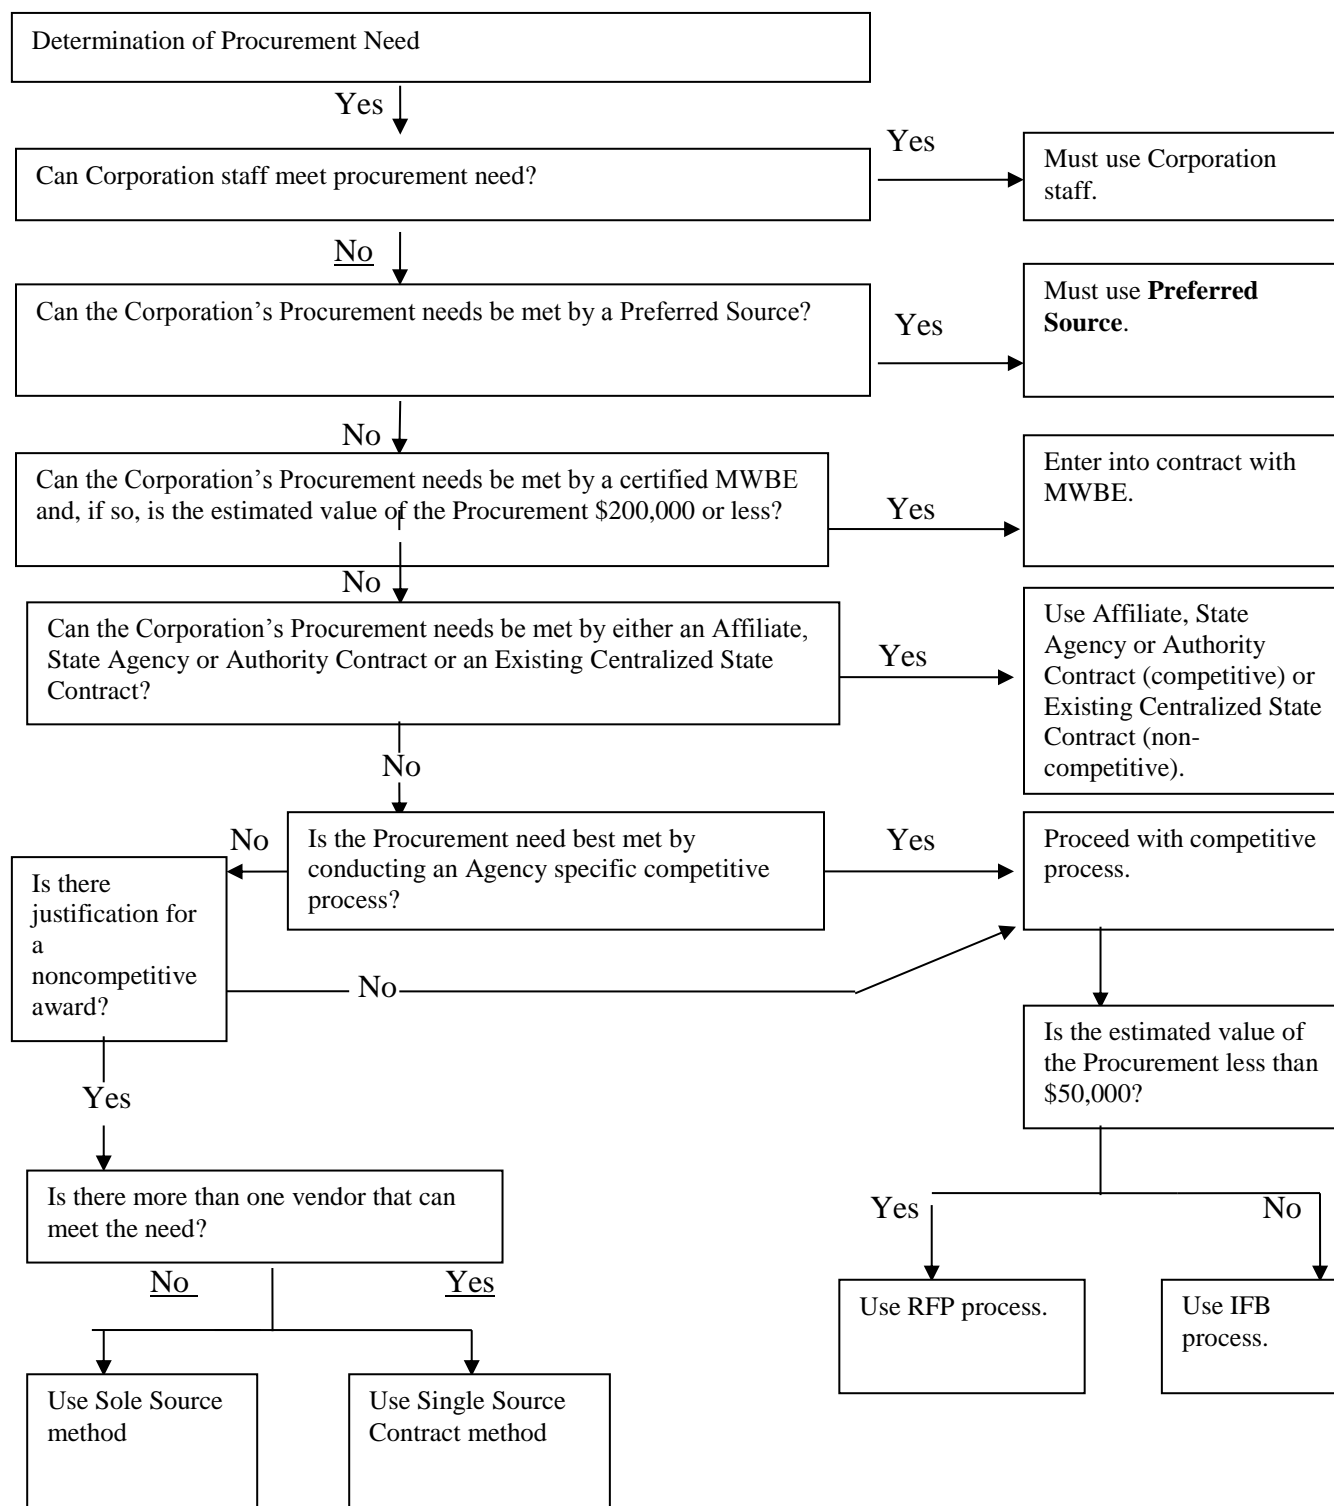 Determination of Procurement Need
Yes
Can Corporation staff meet procurement need?
Yes
Must use Corporation
staff.
No
Can the Corporation’s Procurement needs be met by a Preferred Source?
Yes
Must use Preferred
Source.
No
Can the Corporation’s Procurement needs be met by a certified MWBE
and, if so, is the estimated value of the Procurement $200,000 or less?
Yes
Enter into contract with
MWBE.
No
Can the Corporation’s Procurement needs be met by either an Affiliate,
State Agency or Authority Contract or an Existing Centralized State
Contract?
Yes
Use Affiliate, State
Agency or Authority
Contract (competitive) or
Existing Centralized State
Contract (non-
competitive).
No
Is the Procurement need best met by
conducting an Agency specific competitive
process?
Yes
Proceed with competitive
process.
No
Is there
justification for
a
noncompetitive
award?
No
Is the estimated value of
the Procurement less than
$50,000?
Yes
Is there more than one vendor that can
meet the need?
Yes
No
No
Yes
Use RFP process.
Use IFB
process.
Use Sole Source
method
Use Single Source
Contract method